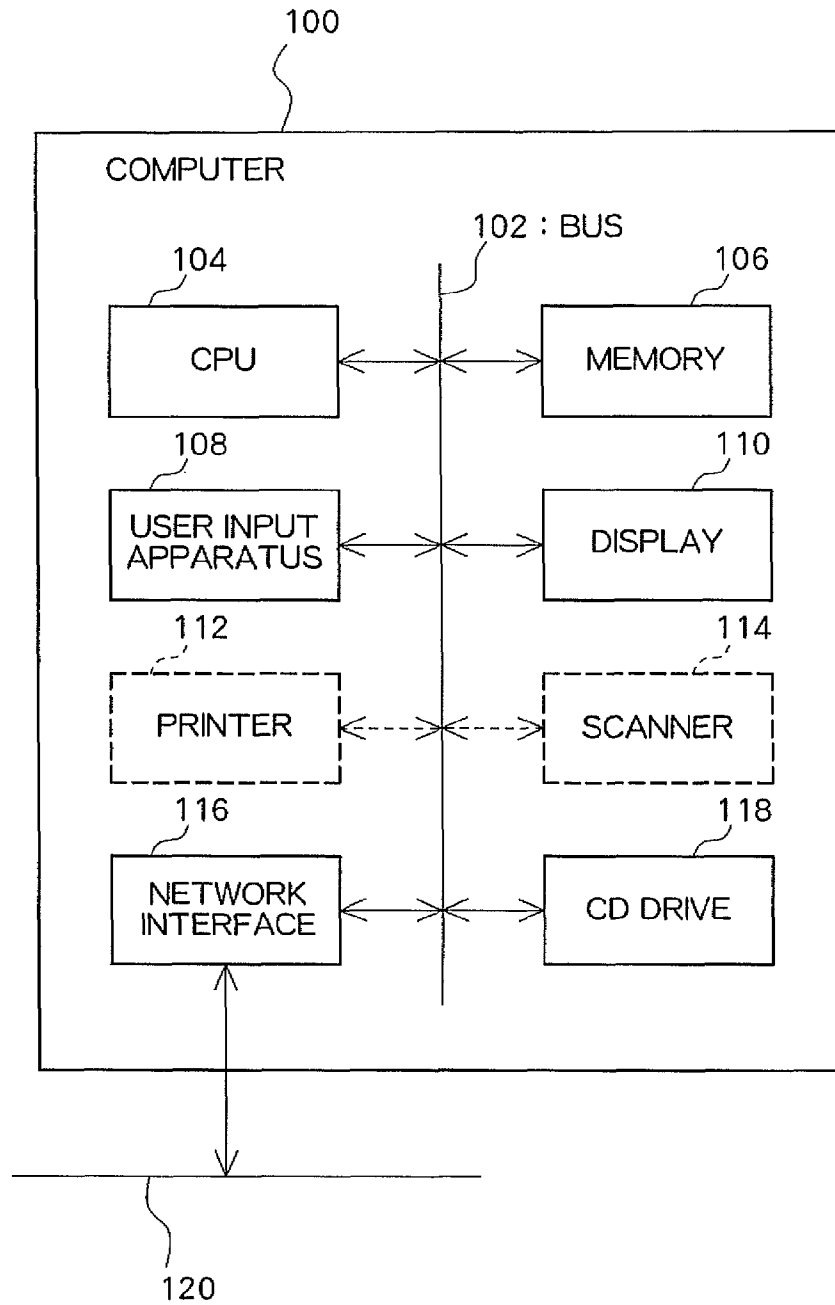 100
COMPUTER
102 : BUS
104
106
CPU
MEMORY
108
110
USER INPUT
APPARATUS
DISPLAY
112
114
PRINTER
SCANNER
116
118
NETWORK
INTERFACE
CD DRIVE
120